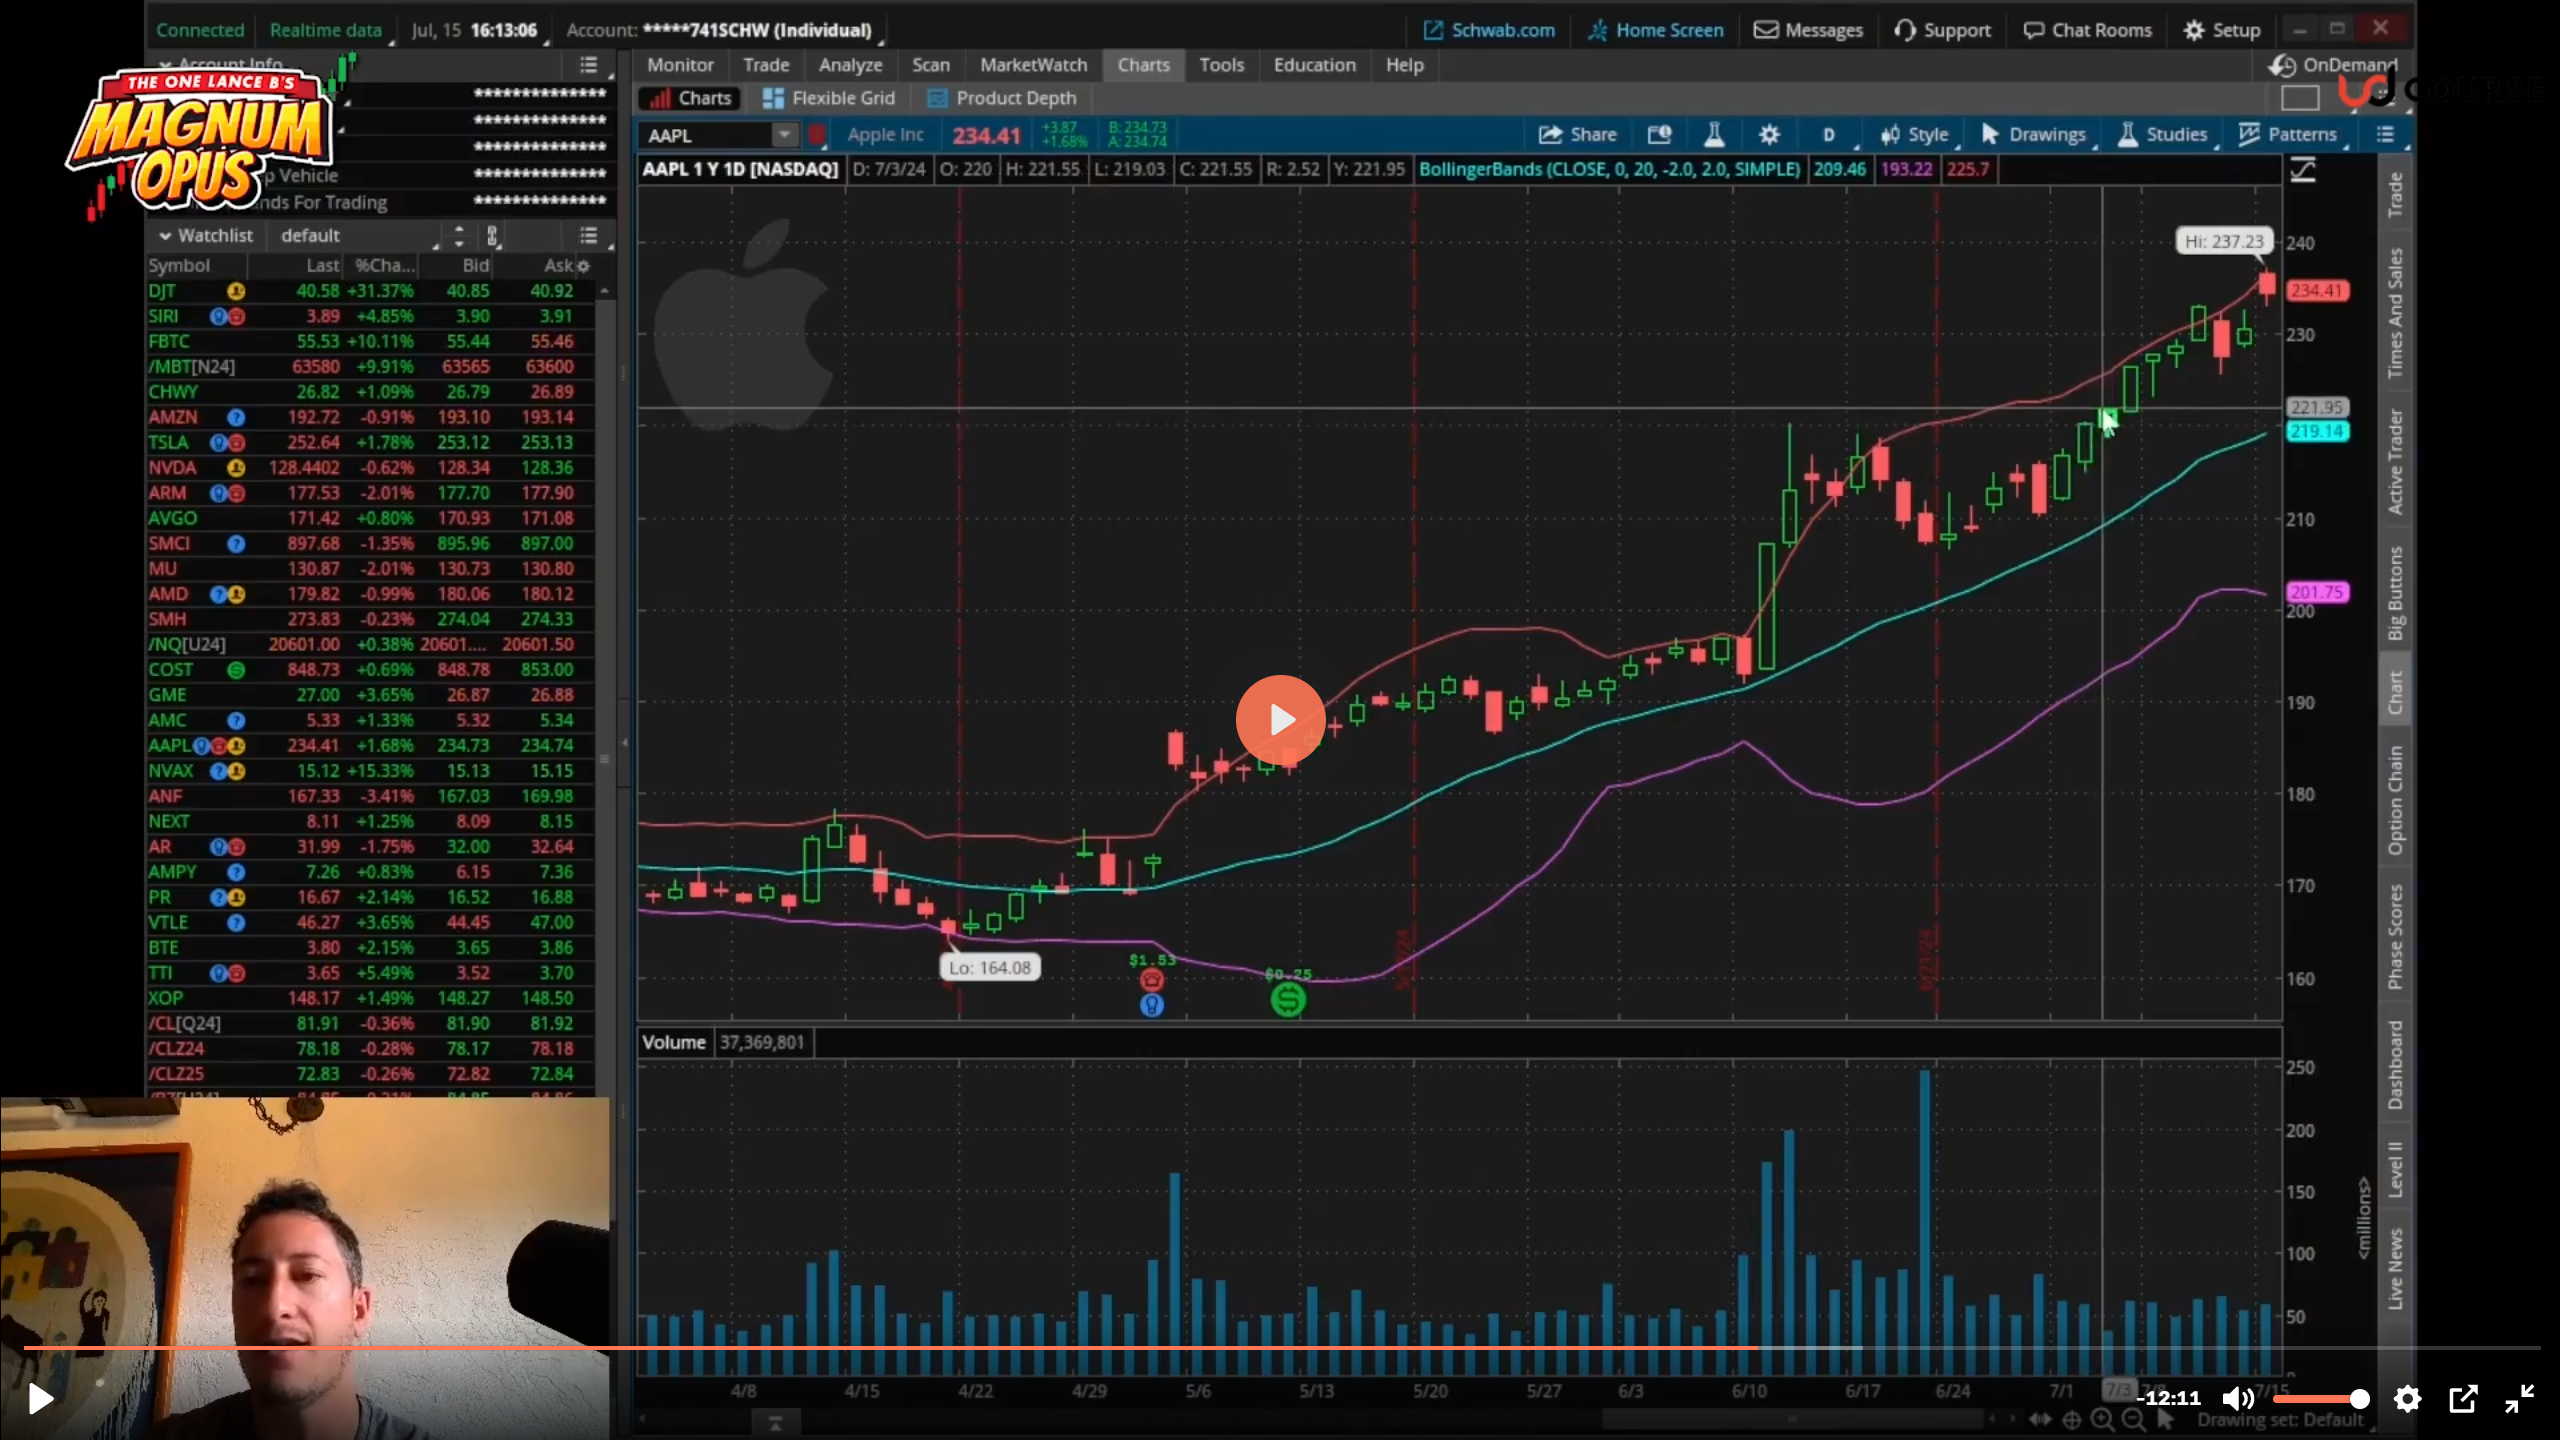 Connected Realtime data Jul, 15 16:13:06 Account: *****741SCHW (Individual) Schwab.com Home Screen Messages Support Chat Rooms Setup
Account Info
THE ONE LANCE B'S
MAGNUM
OPUS
**************
**************
**************
p Vehicle **************
nds For Trading **************
Monitor Trade Analyze Scan MarketWatch Charts Tools Education Help OnDemand
Charts Flexible Grid Product Depth
AAPL Apple Inc 234.41 +3.87 +1.68% B: 234.73 A: 234.74 Share D Style Drawings Studies Patterns
AAPL 1 Y 1D [NASDAQ] D: 7/3/24 O: 220 H: 221.55 L: 219.03 C: 221.55 R: 2.52 Y: 221.95 BollingerBands (CLOSE, 0, 20, -2.0, 2.0, SIMPLE) 209.46 193.22 225.7
Watchlist default
Symbol Last %Cha... Bid Ask
DJT 40.58 +31.37% 40.85 40.92
SIRI 3.89 +4.85% 3.90 3.91
FBTC 55.53 +10.11% 55.44 55.46
/MBT[N24] 63580 +9.91% 63565 63600
CHWY 26.82 +1.09% 26.79 26.89
AMZN 192.72 -0.91% 193.10 193.14
TSLA 252.64 +1.78% 253.12 253.13
NVDA 128.4402 -0.62% 128.34 128.36
ARM 177.53 -2.01% 177.70 177.90
AVGO 171.42 +0.80% 170.93 171.08
SMCI 897.68 -1.35% 895.96 897.00
MU 130.87 -2.01% 130.73 130.80
AMD 179.82 -0.99% 180.06 180.12
SMH 273.83 -0.23% 274.04 274.33
/NQ[U24] 20601.00 +0.38% 20601.... 20601.50
COST 848.73 +0.69% 848.78 853.00
GME 27.00 +3.65% 26.87 26.88
AMC 5.33 +1.33% 5.32 5.34
AAPL 234.41 +1.68% 234.73 234.74
NVAX 15.12 +15.33% 15.13 15.15
ANF 167.33 -3.41% 167.03 169.98
NEXT 8.11 +1.25% 8.09 8.15
AR 31.99 -1.75% 32.00 32.64
AMPY 7.26 +0.83% 6.15 7.36
PR 16.67 +2.14% 16.52 16.88
VTLE 46.27 +3.65% 44.45 47.00
BTE 3.80 +2.15% 3.65 3.86
TTI 3.65 +5.49% 3.52 3.70
XOP 148.17 +1.49% 148.27 148.50
/CL[Q24] 81.91 -0.36% 81.90 81.92
/CLZ24 78.18 -0.28% 78.17 78.18
/CLZ25 72.83 -0.26% 72.82 72.84
Hi: 237.23
Lo: 164.08
$1.53
$0.25
6/21/24
240
234.41
230
221.95
219.14
210
201.75
200
190
180
170
160
Volume 37,369,801
250
200
150
100
50
<millions>
4/8 4/15 4/22 4/29 5/6 5/13 5/20 5/27 6/3 6/10 6/17 6/24 7/1 7/3 7/15
Trade
Times And Sales
Active Trader
Big Buttons
Chart
Option Chain
Phase Scores
Dashboard
Level II
Live News
-12:11
Drawing set: Default